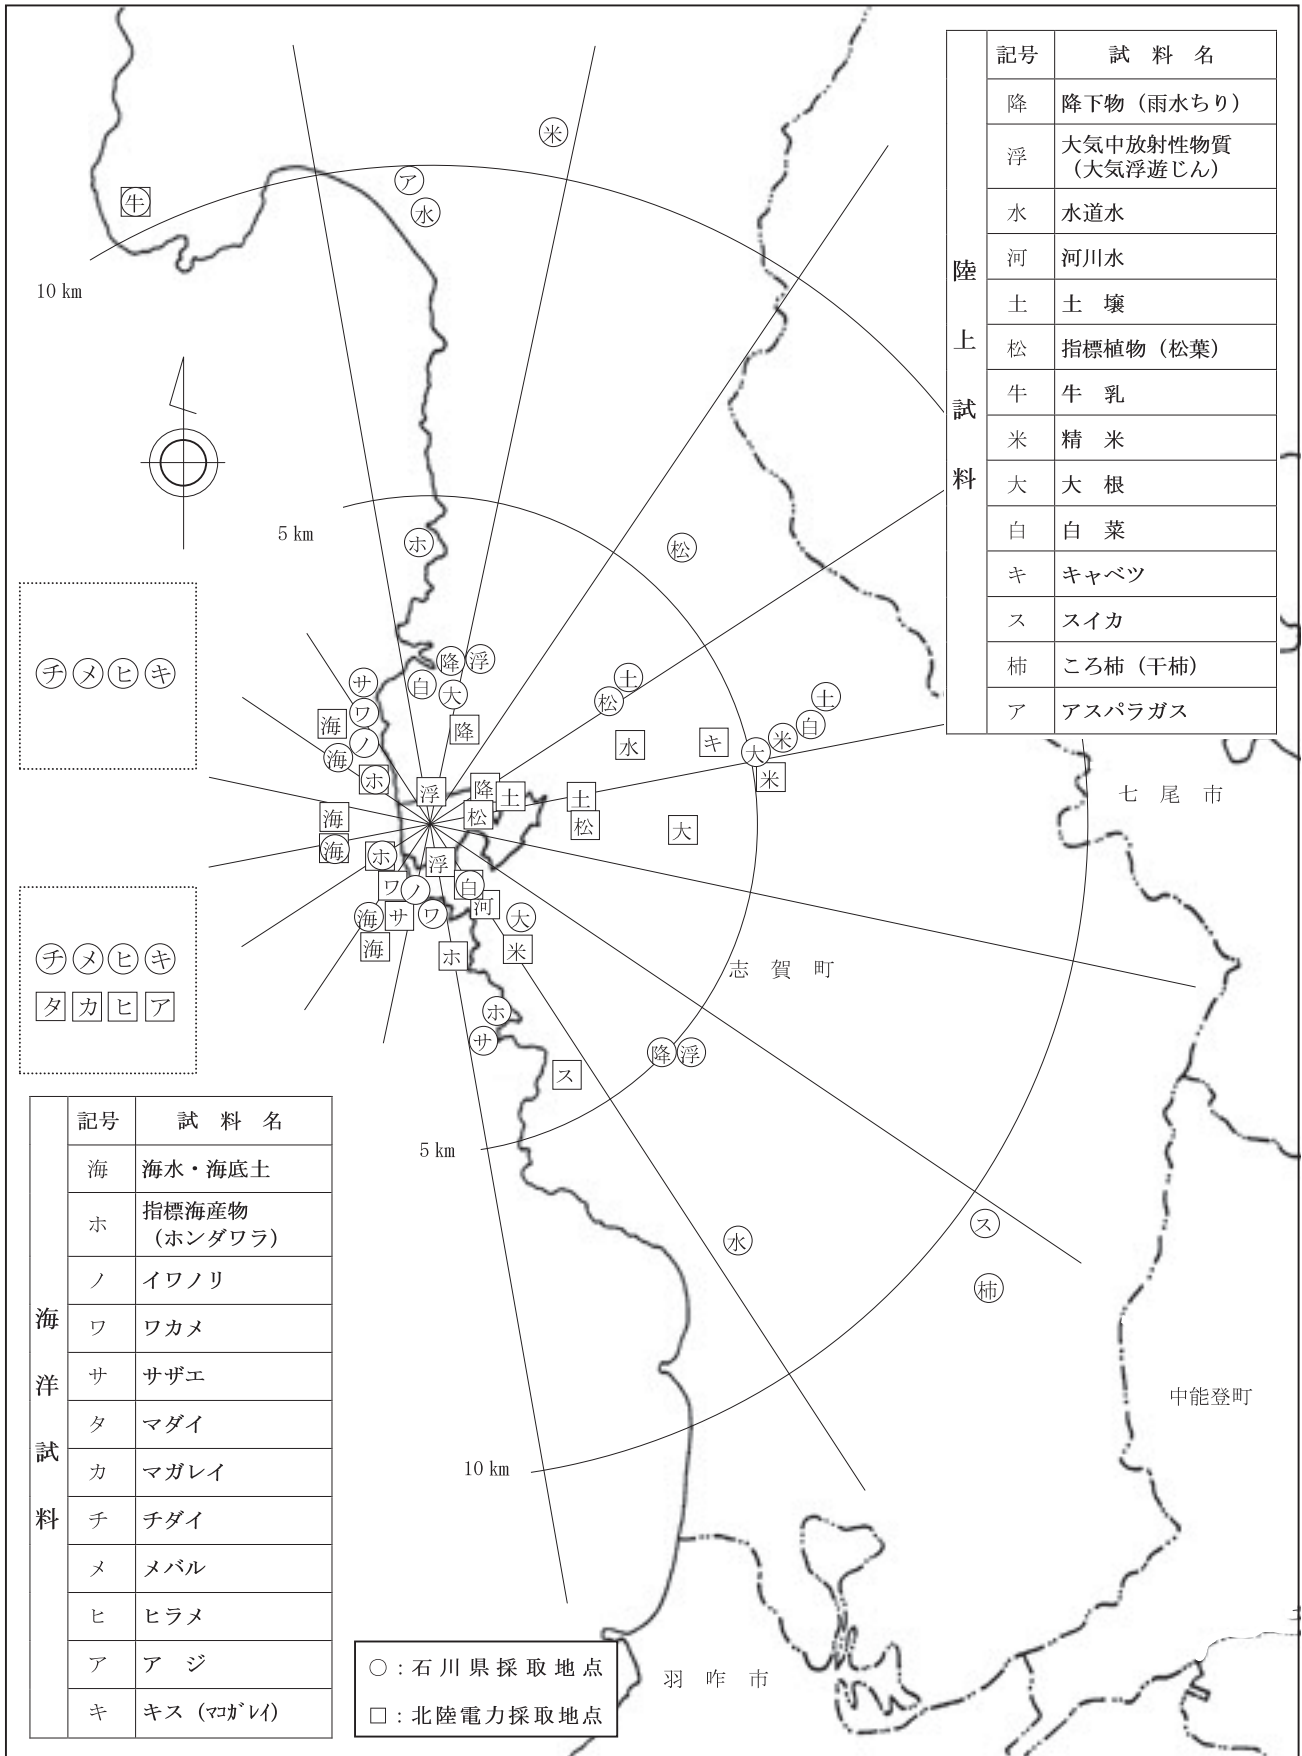 記号 試料名
降 降下物（雨水ちり）
浮 大気中放射性物質
（大気浮遊じん）
水 水道水
河 河川水
土 土壌
松 指標植物（松葉）
牛 牛乳
米 精米
大 大根
白 白菜
キ キャベツ
ス スイカ
柿 ころ柿（干柿）
ア アスパラガス
陸上試料
米
ア
水
牛
10 km
5 km
ホ
松
チ メ ヒ キ
降 浮
サ
白 大
土
松
土
ワ
海
降
白
ノ
水
キ
米
大
海
ホ
米
浮
降
土
土
七尾市
海
松
松
大
海
ホ
浮
ワ ノ
白
河
海 サ ワ
大
海
ホ
米
チ メ ヒ キ
志賀町
タ カ ヒ ア
ホ
サ
降 浮
ス
5 km
水
ス
柿
中能登町
10 km
羽咋市
記号 試料名
海 海水・海底土
ホ 指標海産物
（ホンダワラ）
ノ イワノリ
ワ ワカメ
サ サザエ
タ マダイ
カ マガレイ
チ チダイ
メ メバル
ヒ ヒラメ
ア アジ
キ キス（ﾏｺｶﾞﾚｲ）
海洋試料
○：石川県採取地点
□：北陸電力採取地点